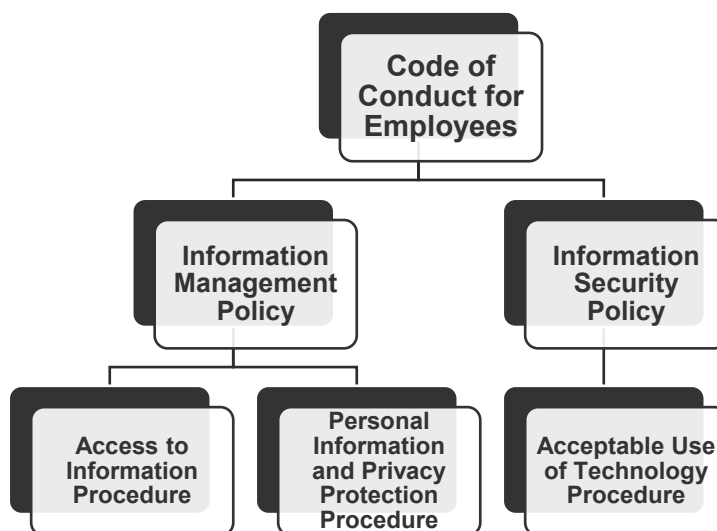 Code of
Conduct for
Employees
Information
Management
Policy
Information
Security
Policy
Access to
Information
Procedure
Personal
Information
and Privacy
Protection
Procedure
Acceptable Use
of Technology
Procedure